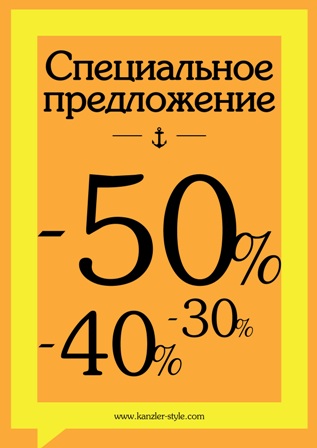 Специальное
предложение
-50%
-40%
-30%
www.kanzler-style.com